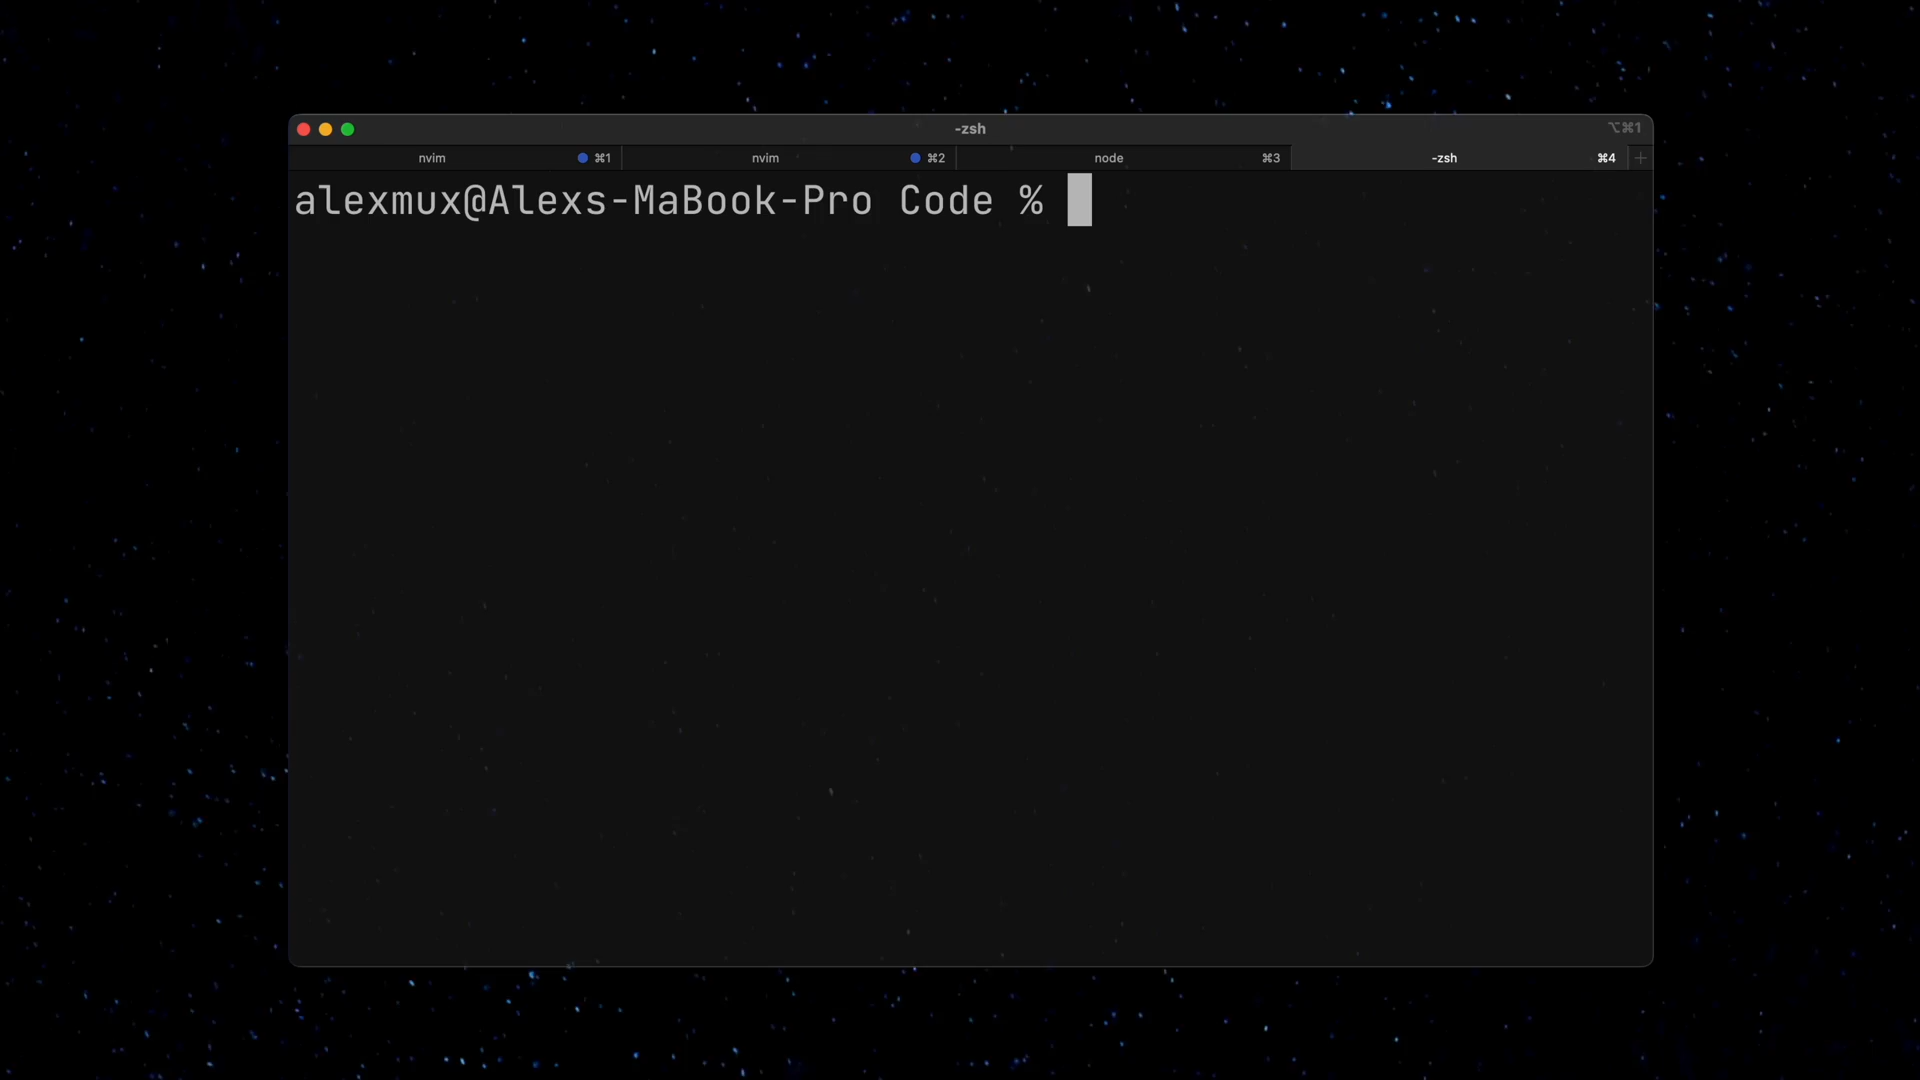 -zsh ⌥⌘1
nvim ⌘1 nvim ⌘2 node ⌘3 -zsh ⌘4 +
alexmux@Alexs-MaBook-Pro Code %